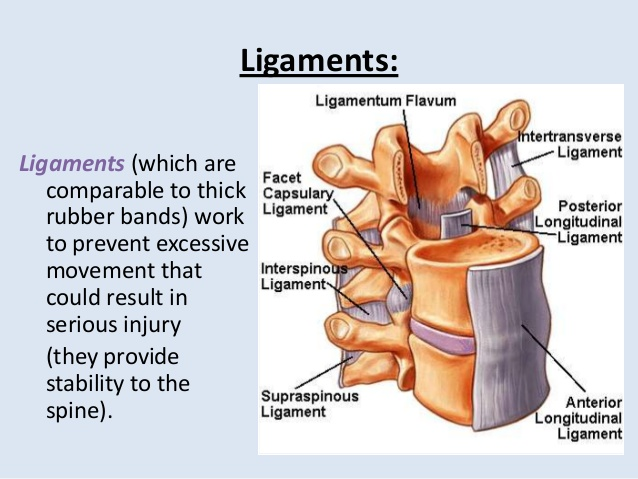 Ligaments:
Ligaments (which are
comparable to thick
rubber bands) work
to prevent excessive
movement that
could result in
serious injury
(they provide
stability to the
spine).
Ligamentum Flavum
Intertransverse
Ligament
Facet
Capsulary
Ligament
Posterior
Longitudinal
Ligament
Interspinous
Ligament
Supraspinous
Ligament
Anterior
Longitudinal
Ligament